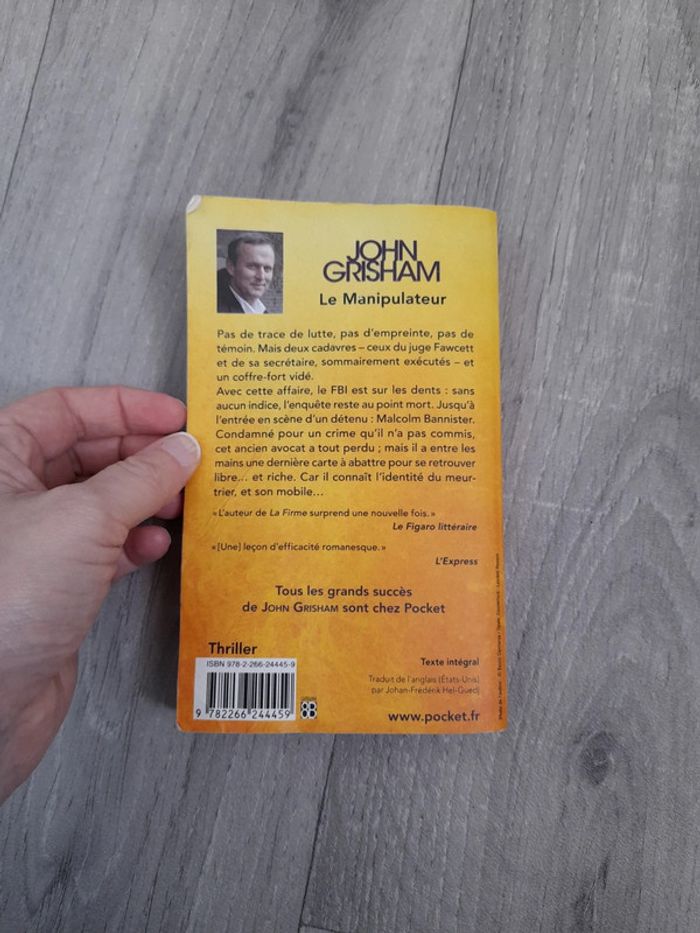 JOHN
GRISHAM
Le Manipulateur
Pas de trace de lutte, pas d'empreinte, pas de
témoin. Mais deux cadavres – ceux du juge Fawcett
et de sa secrétaire, sommairement exécutés – et
un coffre-fort vidé.
Avec cette affaire, le FBI est sur les dents : sans
aucun indice, l'enquête reste au point mort. Jusqu'à
l'entrée en scène d'un détenu : Malcolm Bannister.
Condamné pour un crime qu'il n'a pas commis,
cet ancien avocat a tout perdu ; mais il a entre les
mains une dernière carte à abattre pour se retrouver
libre... et riche. Car il connaît l'identité du meur-
trier, et son mobile...
« L'auteur de La Firme surprend une nouvelle fois. »
Le Figaro littéraire
« [Une] leçon d'efficacité romanesque. »
L'Express
Tous les grands succès
de JOHN GRISHAM sont chez Pocket
Thriller
ISBN 978-2-266-24445-9
9 782266 244459
Texte intégral
Traduit de l'anglais (États-Unis)
par Johan-Frédérik Hel-Guedj
www.pocket.fr